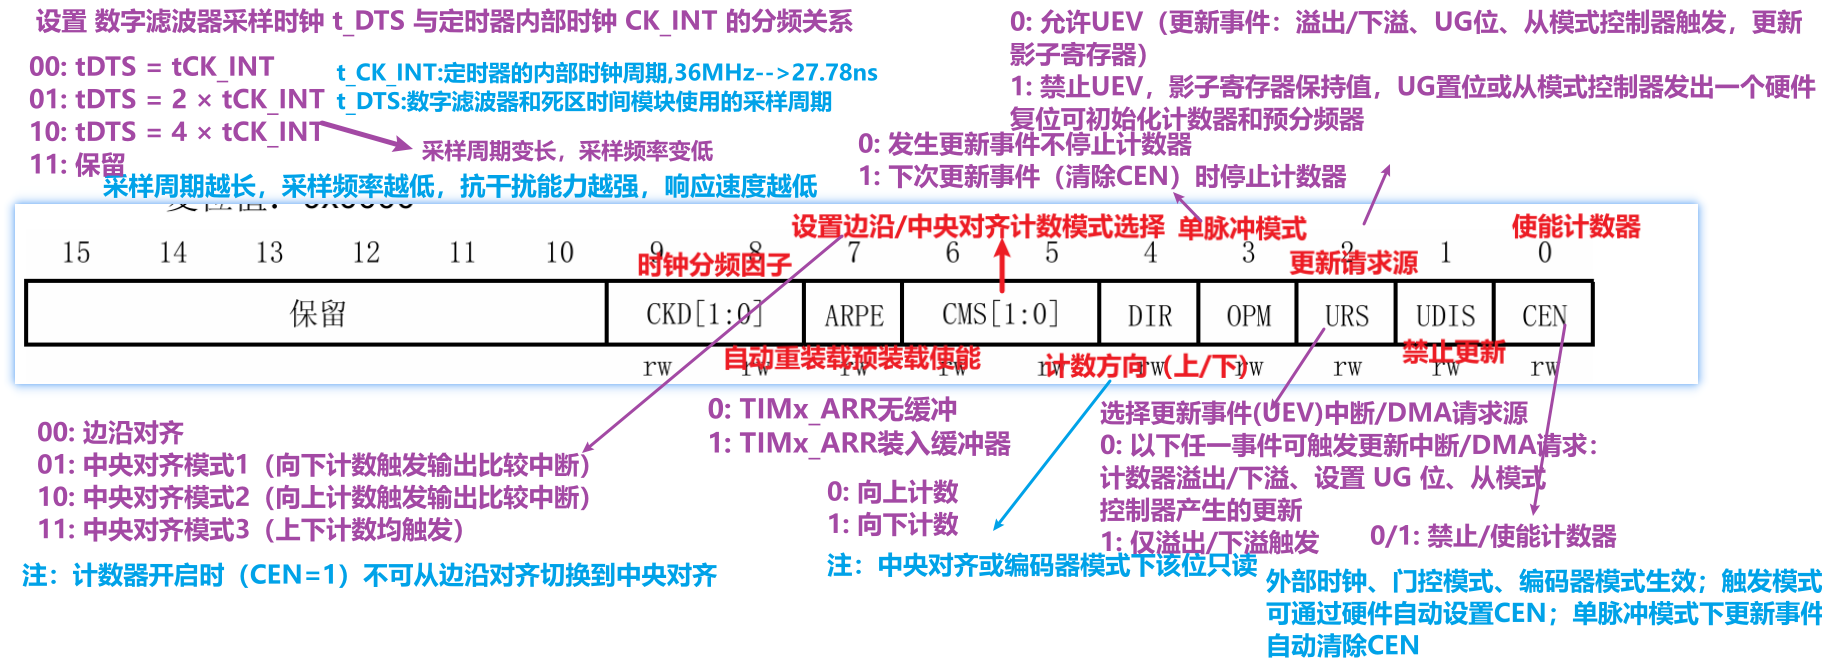 设置 数字滤波器采样时钟 t_DTS 与定时器内部时钟 CK_INT 的分频关系
00: tDTS = tCK_INT
01: tDTS = 2 × tCK_INT
10: tDTS = 4 × tCK_INT
11: 保留
t_CK_INT:定时器的内部时钟周期,36MHz-->27.78ns
t_DTS:数字滤波器和死区时间模块使用的采样周期
采样周期变长，采样频率变低
采样周期越长，采样频率越低，抗干扰能力越强，响应速度越低
0: 允许UEV（更新事件：溢出/下溢、UG位、从模式控制器触发，更新
影子寄存器）
1: 禁止UEV，影子寄存器保持值，UG置位或从模式控制器发出一个硬件
复位可初始化计数器和预分频器
0: 发生更新事件不停止计数器
1: 下次更新事件（清除CEN）时停止计数器
设置边沿/中央对齐计数模式选择
单脉冲模式
使能计数器
15 14 13 12 11 10 9 8 7 6 5 4 3 2 1 0
时钟分频因子
更新请求源
保留 CKD[1:0] ARPE CMS[1:0] DIR OPM URS UDIS CEN
自动重装载预装载使能
计数方向（上/下）
禁止更新
rw rw rw rw rw rw rw rw rw rw
00: 边沿对齐
01: 中央对齐模式1（向下计数触发输出比较中断）
10: 中央对齐模式2（向上计数触发输出比较中断）
11: 中央对齐模式3（上下计数均触发）
注：计数器开启时（CEN=1）不可从边沿对齐切换到中央对齐
0: TIMx_ARR无缓冲
1: TIMx_ARR装入缓冲器
0: 向上计数
1: 向下计数
注：中央对齐或编码器模式下该位只读
选择更新事件(UEV)中断/DMA请求源
0: 以下任一事件可触发更新中断/DMA请求：
计数器溢出/下溢、设置 UG 位、从模式
控制器产生的更新
1: 仅溢出/下溢触发
0/1: 禁止/使能计数器
外部时钟、门控模式、编码器模式生效；触发模式
可通过硬件自动设置CEN；单脉冲模式下更新事件
自动清除CEN